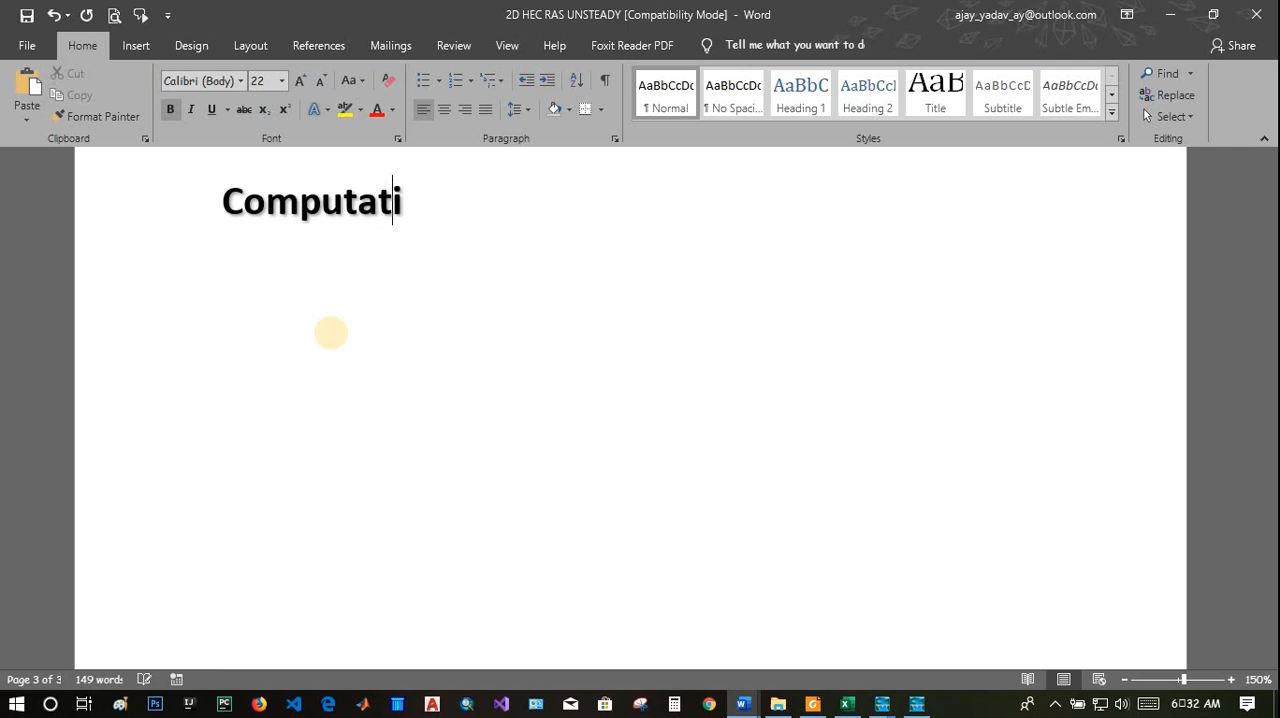 2D HEC RAS UNSTEADY [Compatibility Mode] - Word
ajay_yadav_ay@outlook.com
File Home Insert Design Layout References Mailings Review View Help Foxit Reader PDF Tell me what you want to d Share
Paste
Cut
Copy
Format Painter
Calibri (Body) 22
AaBbCcDc
¶ Normal
AaBbCcDc
¶ No Spaci...
AaBbC
Heading 1
AaBbCcl
Heading 2
AaB
Title
AaBbCcD
Subtitle
AaBbCcDc
Subtle Em...
Find
Replace
Select
Clipboard Font Paragraph Styles Editing
Computati
Page 3 of 3 149 words 150%
6:32 AM